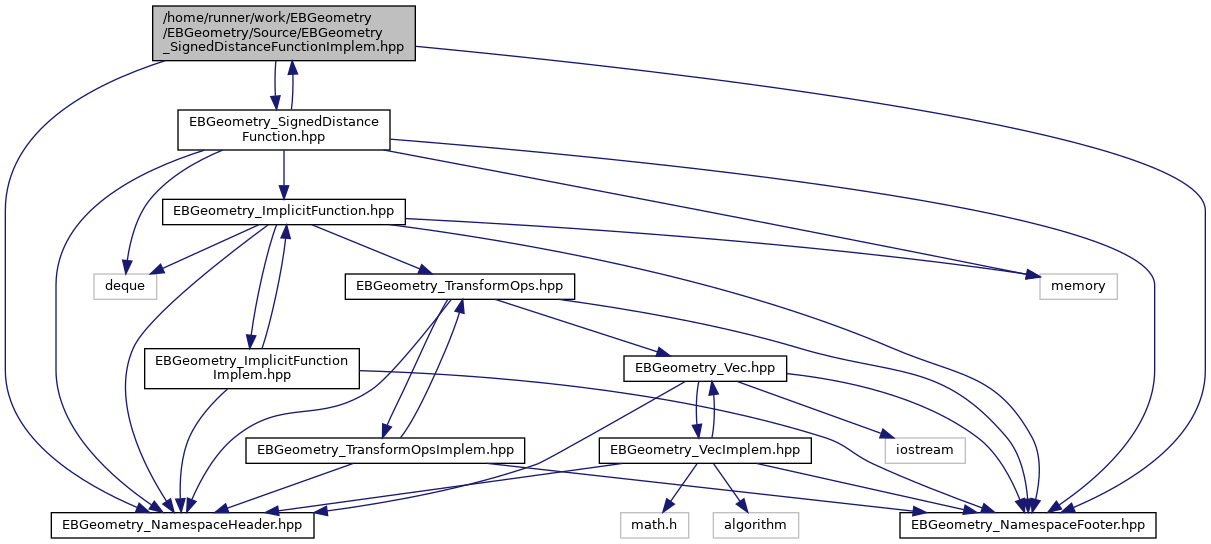 /home/runner/work/EBGeometry
/EBGeometry/Source/EBGeometry
_SignedDistanceFunctionImplem.hpp
EBGeometry_SignedDistance
Function.hpp
EBGeometry_ImplicitFunction.hpp
deque
EBGeometry_TransformOps.hpp
memory
EBGeometry_ImplicitFunction
Implem.hpp
EBGeometry_Vec.hpp
EBGeometry_TransformOpsImplem.hpp
EBGeometry_VecImplem.hpp
iostream
EBGeometry_NamespaceHeader.hpp
math.h
algorithm
EBGeometry_NamespaceFooter.hpp